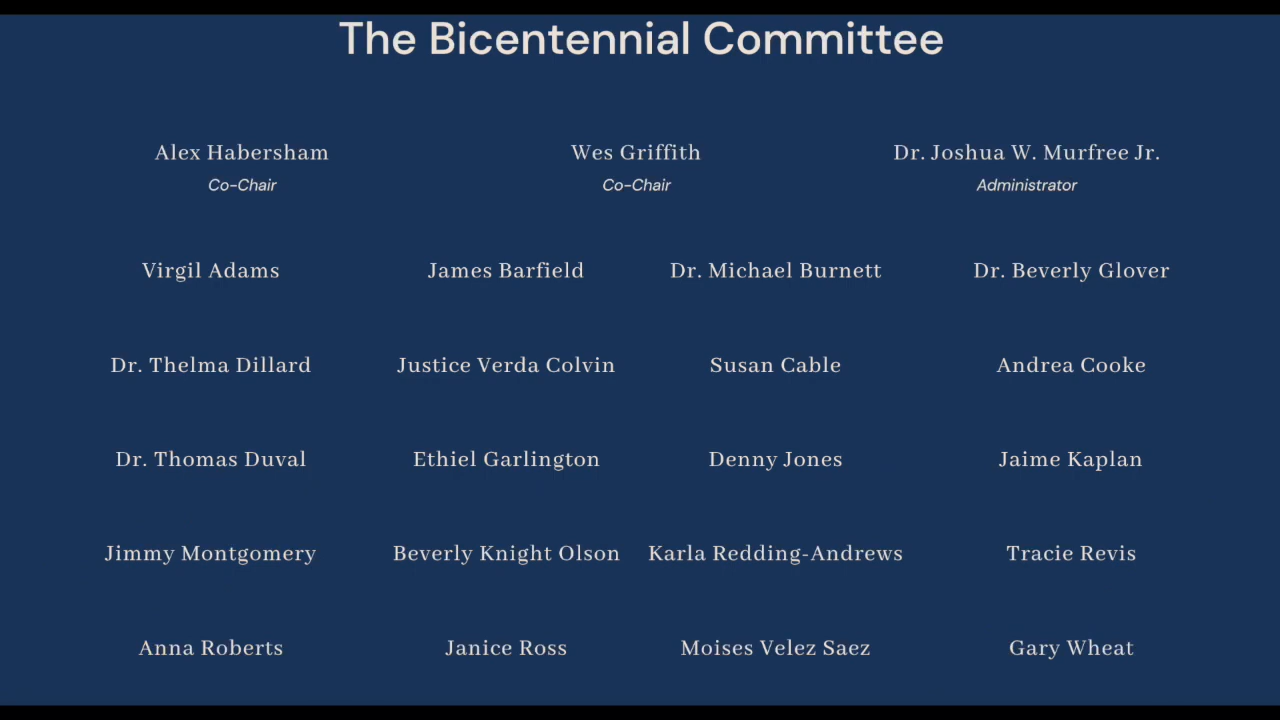 The Bicentennial Committee
Alex Habersham Wes Griffith Dr. Joshua W. Murfree Jr.
Co-Chair Co-Chair Administrator
Virgil Adams James Barfield Dr. Michael Burnett Dr. Beverly Glover
Dr. Thelma Dillard Justice Verda Colvin Susan Cable Andrea Cooke
Dr. Thomas Duval Ethiel Garlington Denny Jones Jaime Kaplan
Jimmy Montgomery Beverly Knight Olson Karla Redding-Andrews Tracie Revis
Anna Roberts Janice Ross Moises Velez Saez Gary Wheat